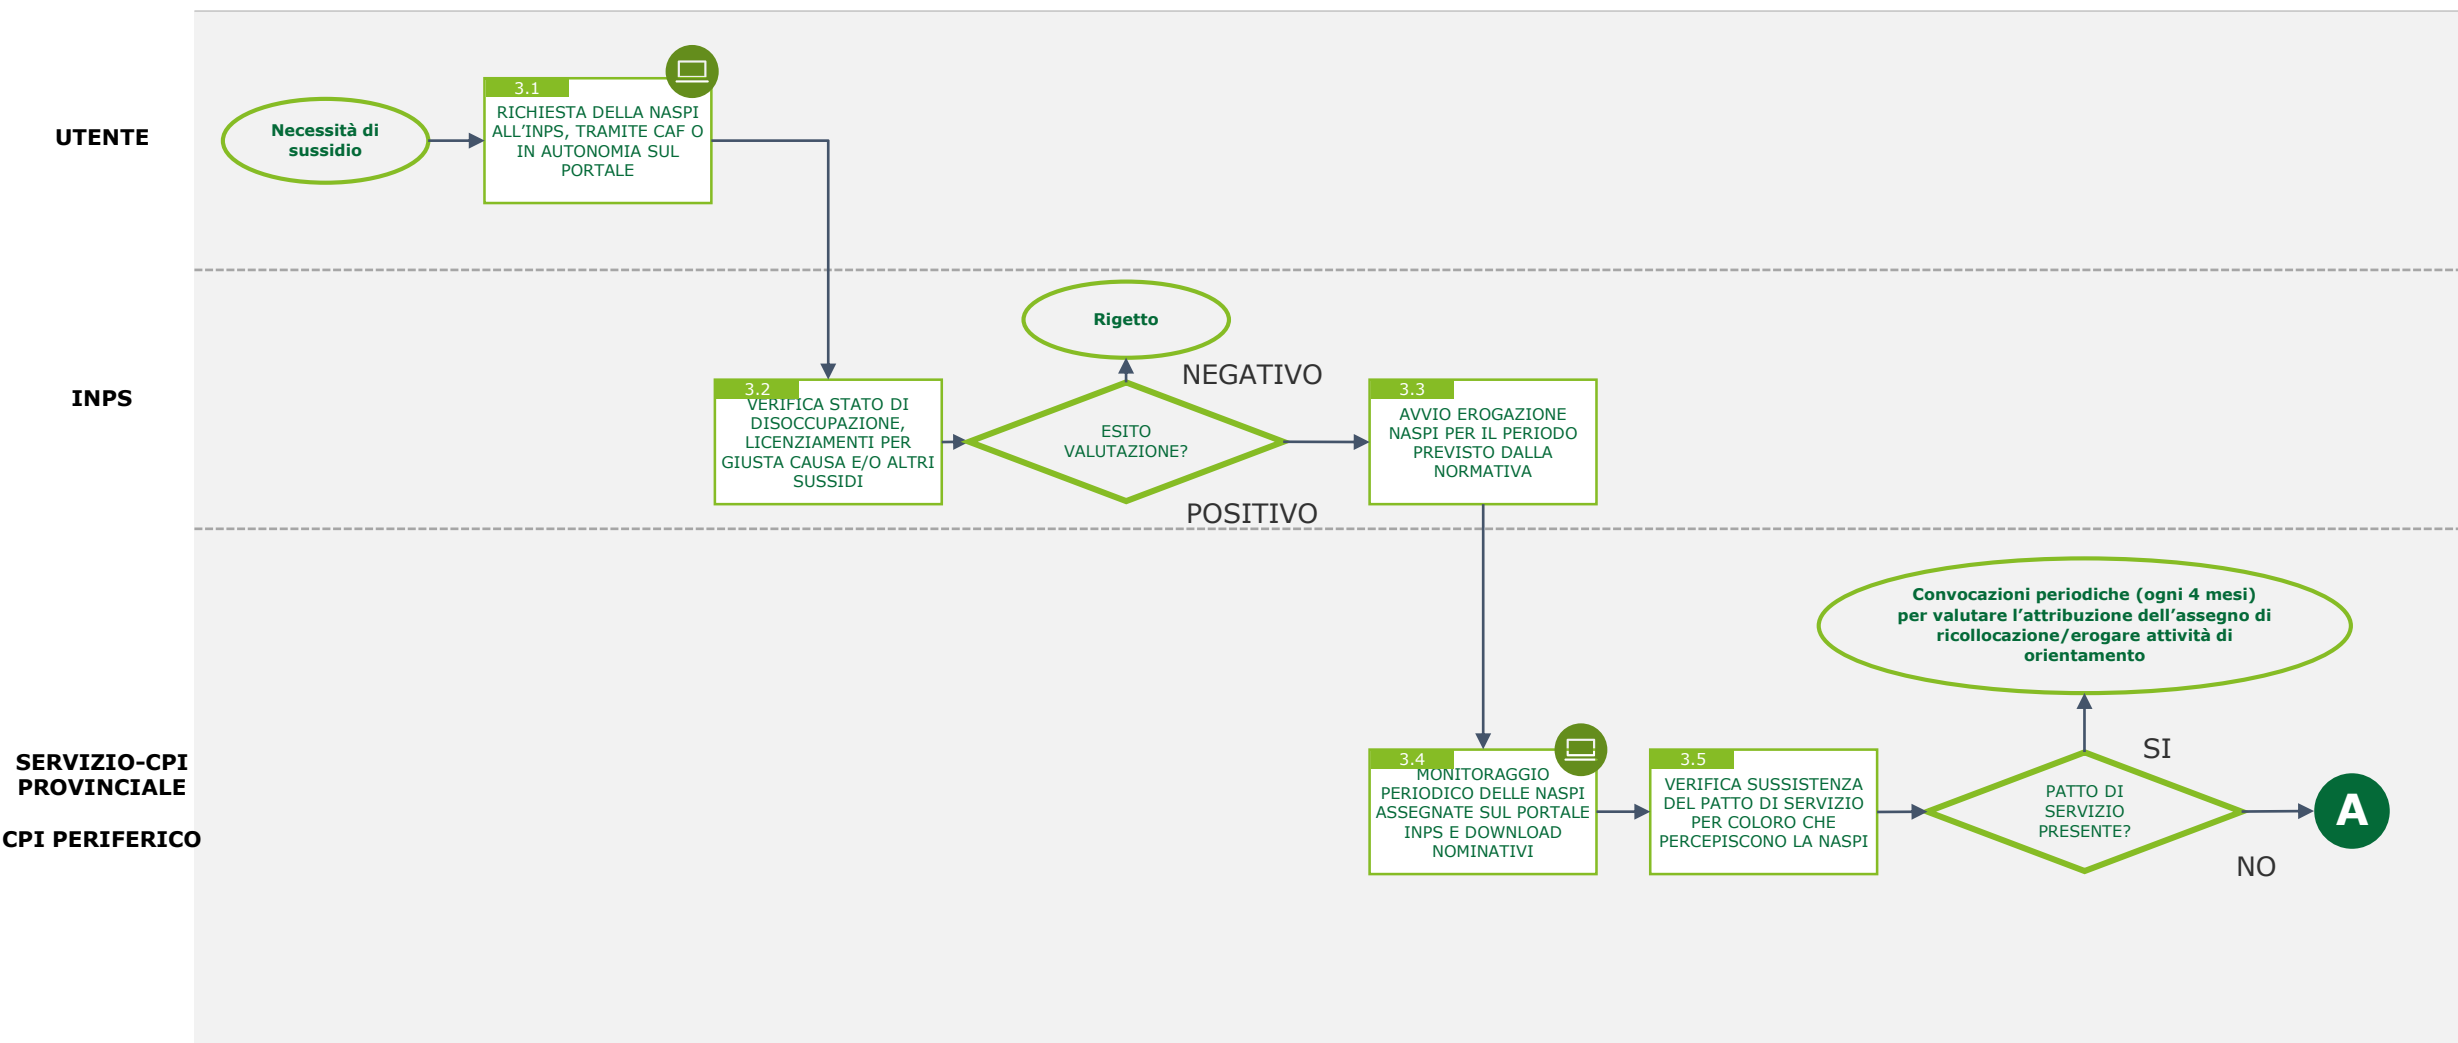 UTENTE
Necessità di
sussidio
3.1
RICHIESTA DELLA NASPI
ALL’INPS, TRAMITE CAF O
IN AUTONOMIA SUL
PORTALE
INPS
3.2
VERIFICA STATO DI
DISOCCUPAZIONE,
LICENZIAMENTI PER
GIUSTA CAUSA E/O ALTRI
SUSSIDI
Rigetto
NEGATIVO
ESITO
VALUTAZIONE?
POSITIVO
3.3
AVVIO EROGAZIONE
NASPI PER IL PERIODO
PREVISTO DALLA
NORMATIVA
SERVIZIO-CPI
PROVINCIALE
CPI PERIFERICO
3.4
MONITORAGGIO
PERIODICO DELLE NASPI
ASSEGNATE SUL PORTALE
INPS E DOWNLOAD
NOMINATIVI
3.5
VERIFICA SUSSISTENZA
DEL PATTO DI SERVIZIO
PER COLORO CHE
PERCEPISCONO LA NASPI
Convocazioni periodiche (ogni 4 mesi)
per valutare l’attribuzione dell’assegno di
ricollocazione/erogare attività di
orientamento
SI
PATTO DI
SERVIZIO
PRESENTE?
NO
A